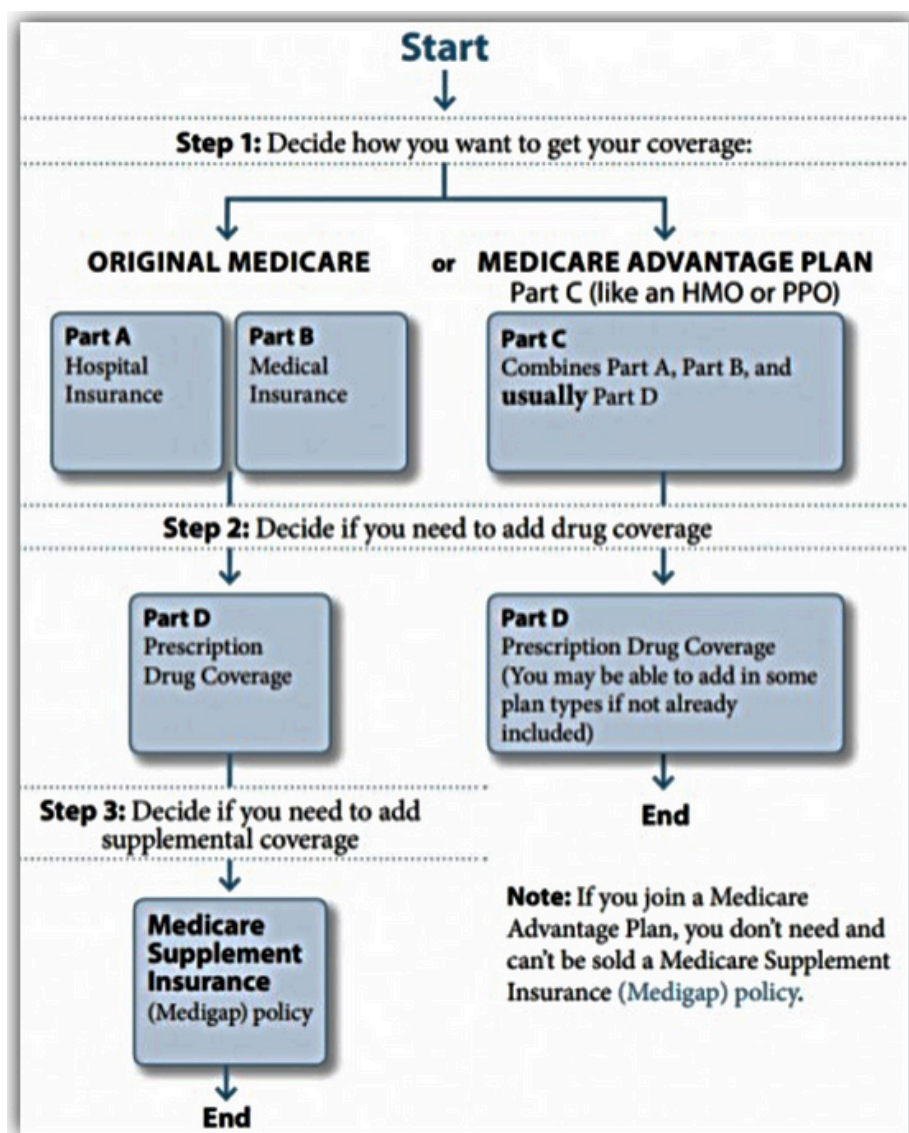 Start
Step 1: Decide how you want to get your coverage:
ORIGINAL MEDICARE or MEDICARE ADVANTAGE PLAN
Part C (like an HMO or PPO)
Part A
Hospital
Insurance
Part B
Medical
Insurance
Part C
Combines Part A, Part B, and
usually Part D
Step 2: Decide if you need to add drug coverage
Part D
Prescription
Drug Coverage
Part D
Prescription Drug Coverage
(You may be able to add in some
plan types if not already
included)
Step 3: Decide if you need to add
supplemental coverage
End
Medicare
Supplement
Insurance
(Medigap) policy
End
Note: If you join a Medicare
Advantage Plan, you don't need and
can't be sold a Medicare Supplement
Insurance (Medigap) policy.